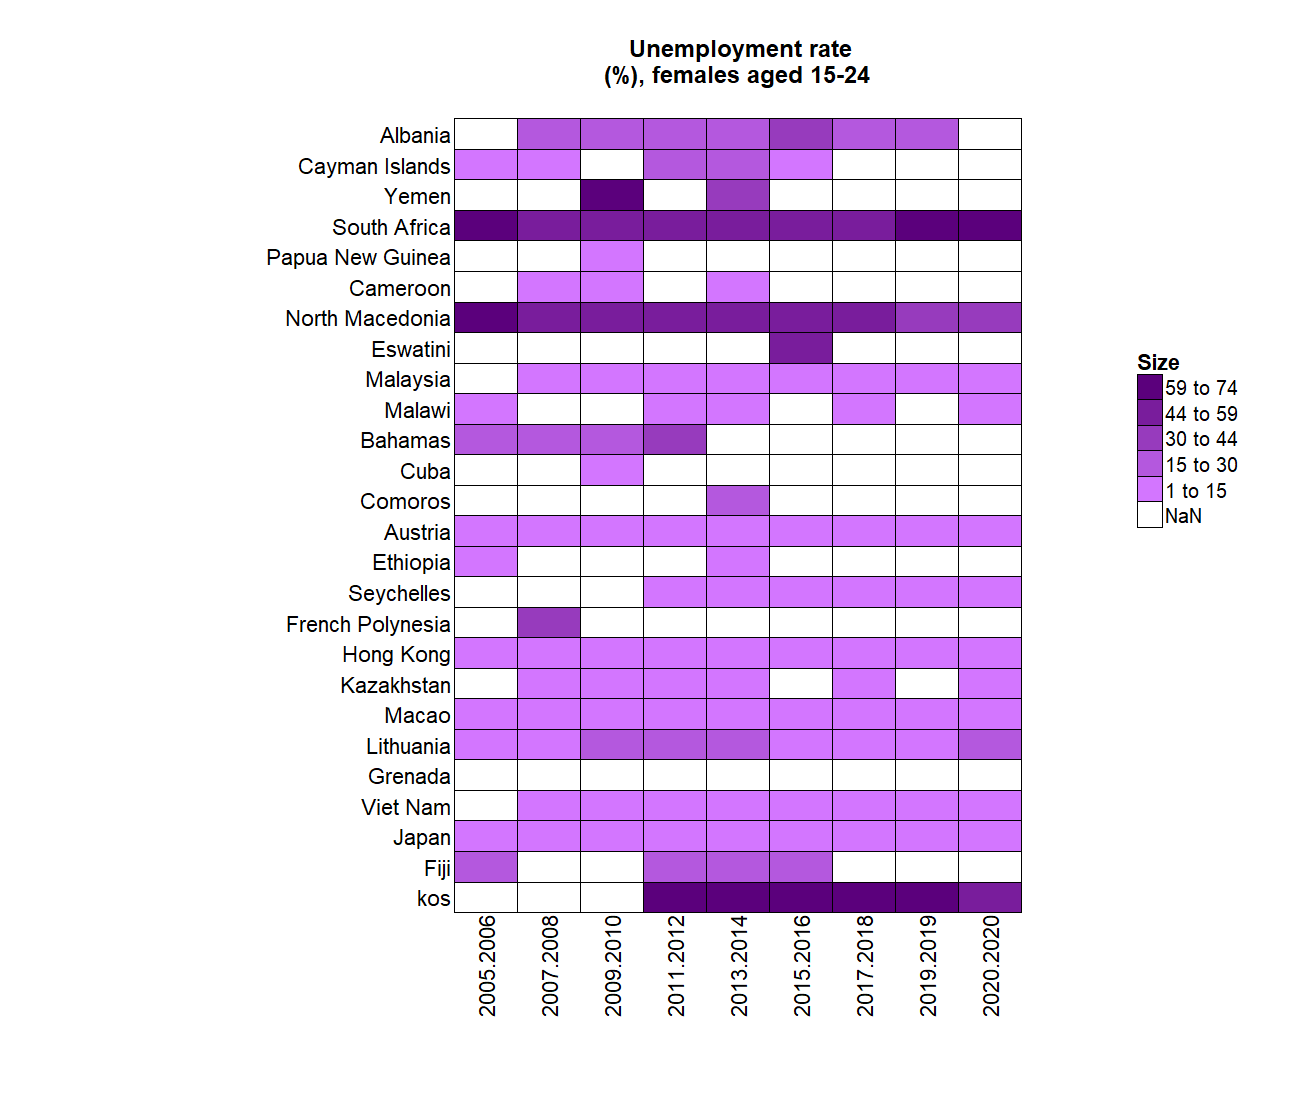 Unemployment rate
(%), females aged 15-24
Albania
Cayman Islands
Yemen
South Africa
Papua New Guinea
Cameroon
North Macedonia
Eswatini
Malaysia
Malawi
Bahamas
Cuba
Comoros
Austria
Ethiopia
Seychelles
French Polynesia
Hong Kong
Kazakhstan
Macao
Lithuania
Grenada
Viet Nam
Japan
Fiji
kos
2005.2006
2007.2008
2009.2010
2011.2012
2013.2014
2015.2016
2017.2018
2019.2019
2020.2020
Size
59 to 74
44 to 59
30 to 44
15 to 30
1 to 15
NaN